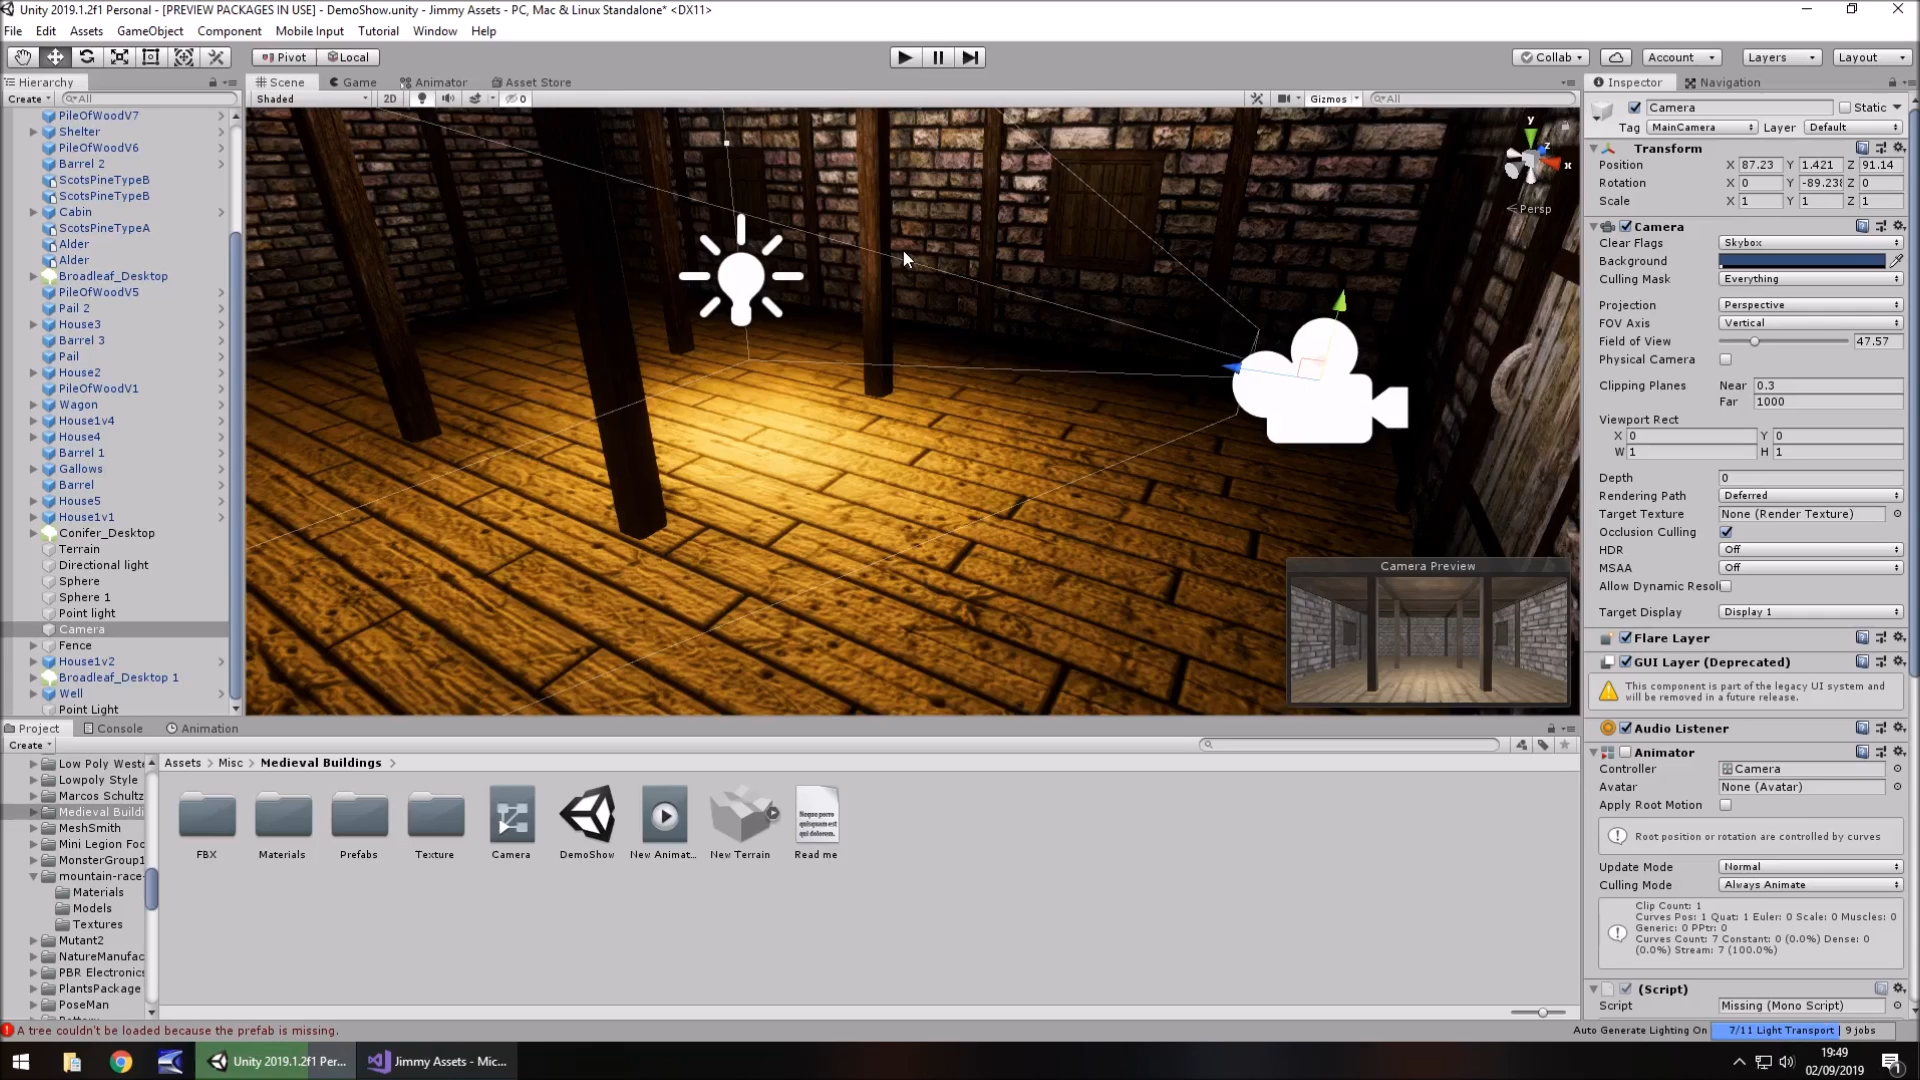 Unity 2019.1.2f1 Personal - [PREVIEW PACKAGES IN USE] - DemoShow.unity - Jimmy Assets - PC, Mac & Linux Standalone* <DX11>
File Edit Assets GameObject Component Mobile Input Tutorial Window Help
Pivot Local
Collab Account Layers Layout
Hierarchy
Create All
PileOfWoodV7
Shelter
PileOfWoodV6
Barrel 2
ScotsPineTypeB
ScotsPineTypeB
Cabin
ScotsPineTypeA
Alder
Alder
Broadleaf_Desktop
PileOfWoodV5
Pail 2
House3
Barrel 3
Pail
House2
PileOfWoodV1
Wagon
House1v4
House4
Barrel 1
Gallows
Barrel
House5
House1v1
Conifer_Desktop
Terrain
Directional light
Sphere
Sphere 1
Point light
Camera
Fence
House1v2
Broadleaf_Desktop 1
Well
Point Light
Scene Game Animator Asset Store
Shaded 2D 0 Gizmos All
y
z
x
Persp
Camera Preview
Inspector Navigation
Camera Static
Tag MainCamera Layer Default
Transform
Position X 87.23 Y 1.421 Z 91.14
Rotation X 0 Y -89.238 Z 0
Scale X 1 Y 1 Z 1
Camera
Clear Flags Skybox
Background
Culling Mask Everything
Projection Perspective
FOV Axis Vertical
Field of View 47.57
Physical Camera
Clipping Planes Near 0.3
Far 1000
Viewport Rect
X 0 Y 0
W 1 H 1
Depth 0
Rendering Path Deferred
Target Texture None (Render Texture)
Occlusion Culling
HDR Off
MSAA Off
Allow Dynamic Resol
Target Display Display 1
Flare Layer
GUI Layer (Deprecated)
This component is part of the legacy UI system and
will be removed in a future release.
Audio Listener
Animator
Controller Camera
Avatar None (Avatar)
Apply Root Motion
Root position or rotation are controlled by curves
Update Mode Normal
Culling Mode Always Animate
Clip Count: 1
Curves Pos: 1 Quat: 1 Euler: 0 Scale: 0 Muscles: 0
Generic: 0 PPtr: 0
Curves Count: 7 Constant: 0 (0.0%) Dense: 0
(0.0%) Stream: 7 (100.0%)
(Script)
Script Missing (Mono Script)
Project Console Animation
Create
Low Poly Weste
Lowpoly Style
Marcos Schultz
Medieval Buildi
MeshSmith
Mini Legion Foo
MonsterGroup1
mountain-race-
Materials
Models
Textures
Mutant2
NatureManufac
PBR Electronics
PlantsPackage
PoseMan
Assets > Misc > Medieval Buildings >
FBX Materials Prefabs Texture Camera DemoShow New Animat... New Terrain Read me
Neque porro
quisquam est
qui dolorem.
A tree couldn't be loaded because the prefab is missing.
Auto Generate Lighting On 7/11 Light Transport 9 jobs
Unity 2019.1.2f1 Per... Jimmy Assets - Mic...
19:49
02/09/2019
1